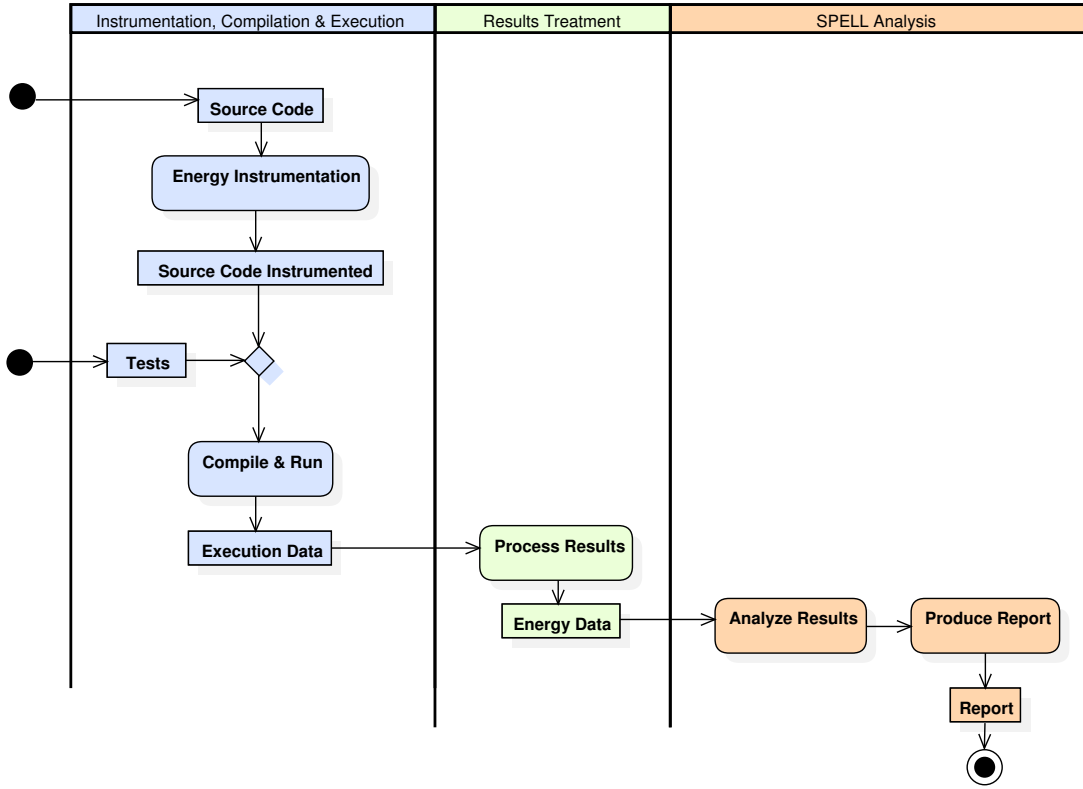 Instrumentation, Compilation & Execution
Results Treatment
SPELL Analysis
Source Code
Energy Instrumentation
Source Code Instrumented
Tests
Compile & Run
Execution Data
Process Results
Energy Data
Analyze Results
Produce Report
Report